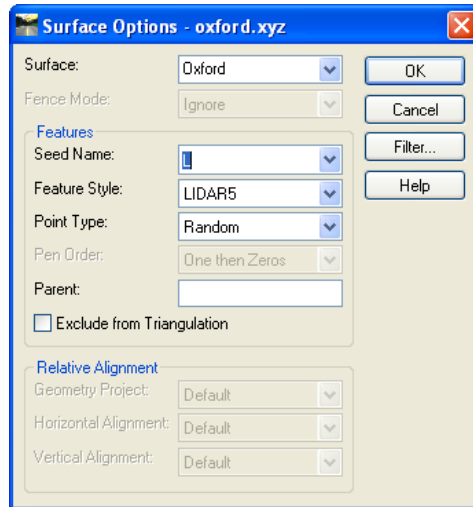 Surface Options - oxford.xyz
Surface: Oxford
OK
Fence Mode: Ignore
Cancel
Features
Filter...
Seed Name: L
Help
Feature Style: LIDAR5
Point Type: Random
Pen Order: One then Zeros
Parent:
Exclude from Triangulation
Relative Alignment
Geometry Project: Default
Horizontal Alignment: Default
Vertical Alignment: Default